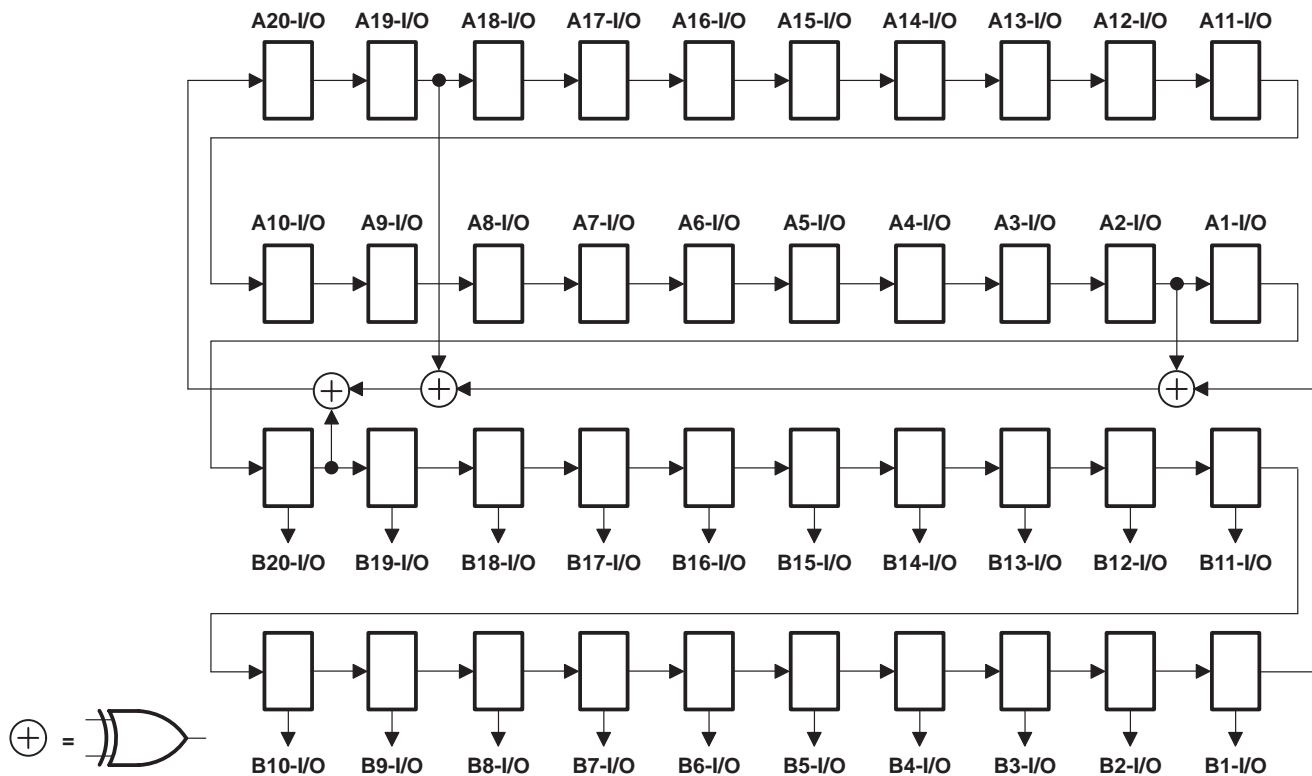 A20-I/O A19-I/O A18-I/O A17-I/O A16-I/O A15-I/O A14-I/O A13-I/O A12-I/O A11-I/O
A10-I/O A9-I/O A8-I/O A7-I/O A6-I/O A5-I/O A4-I/O A3-I/O A2-I/O A1-I/O
B20-I/O B19-I/O B18-I/O B17-I/O B16-I/O B15-I/O B14-I/O B13-I/O B12-I/O B11-I/O
=
B10-I/O B9-I/O B8-I/O B7-I/O B6-I/O B5-I/O B4-I/O B3-I/O B2-I/O B1-I/O